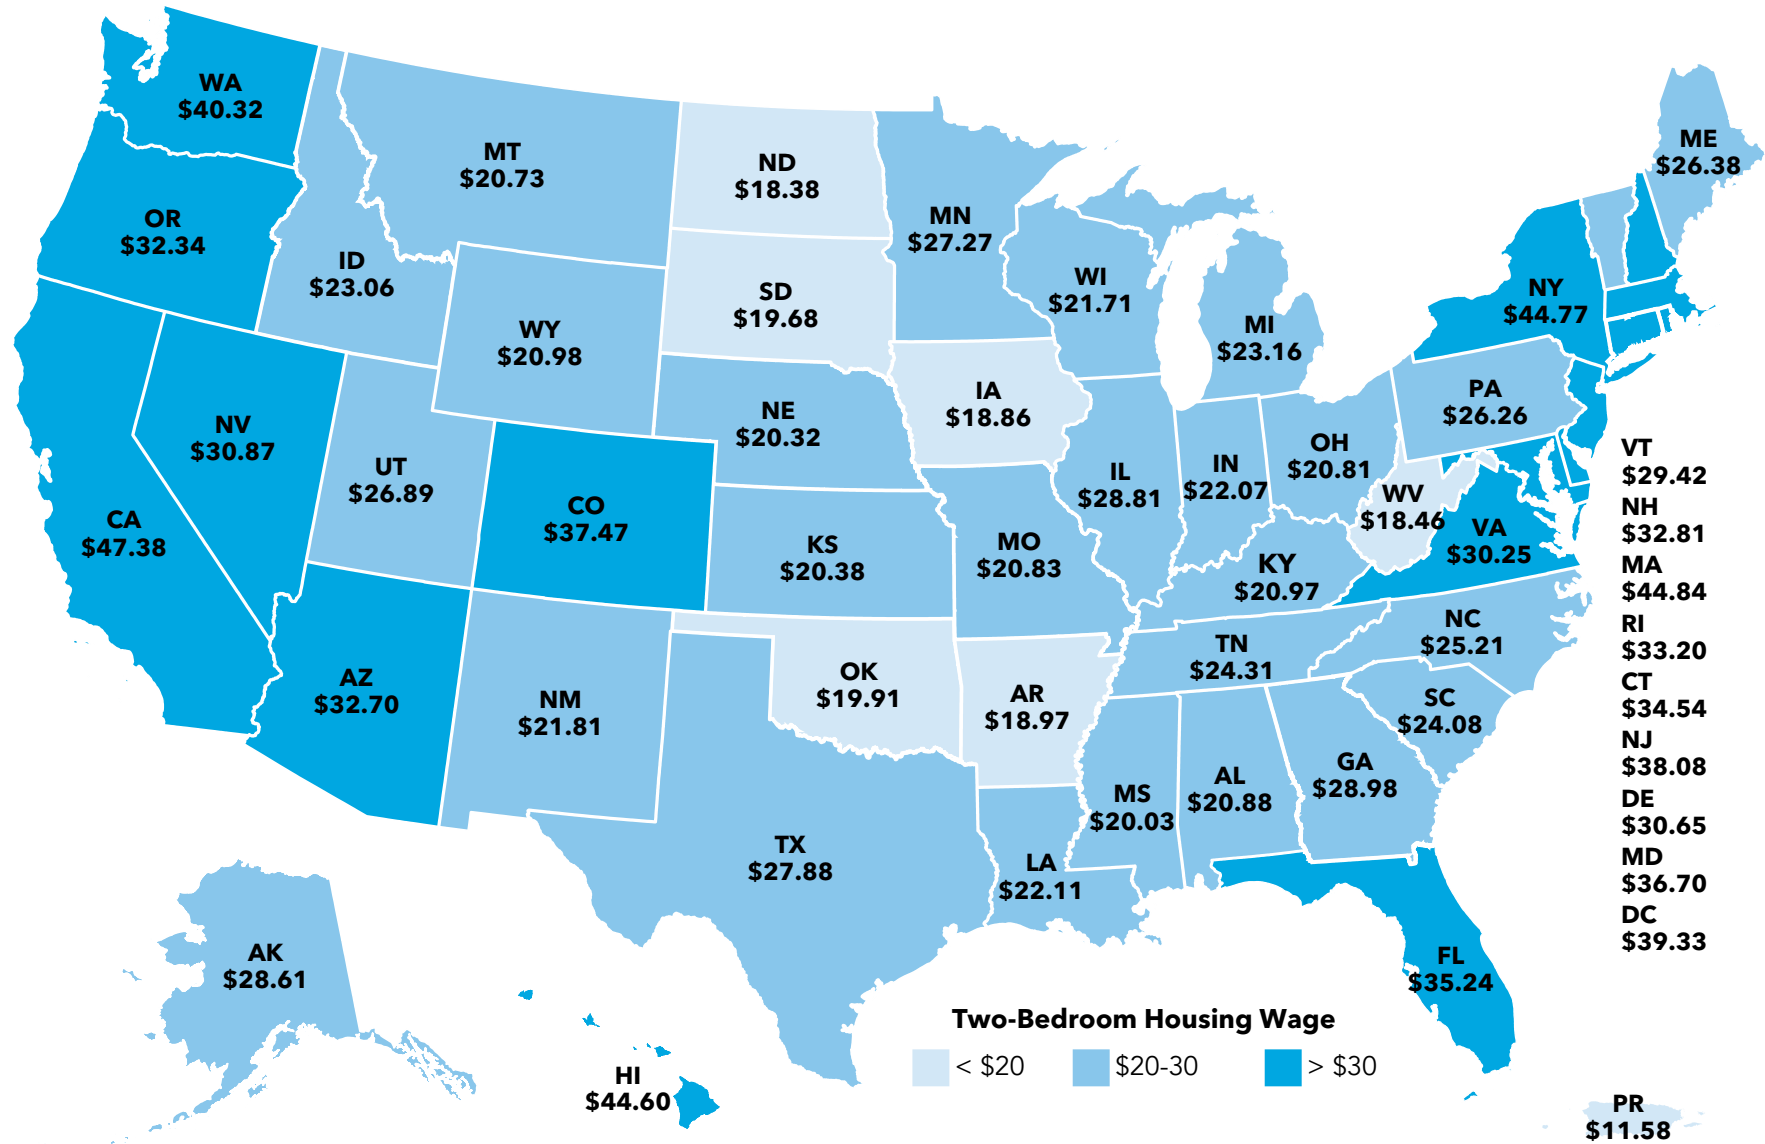 WA
$40.32
MT
$20.73
ND
$18.38
ME
$26.38
OR
$32.34
MN
$27.27
ID
$23.06
WI
$21.71
SD
$19.68
NY
$44.77
WY
$20.98
MI
$23.16
IA
$18.86
PA
$26.26
NV
$30.87
NE
$20.32
UT
$26.89
OH
$20.81
IN
$22.07
IL
$28.81
WV
$18.46
CO
$37.47
CA
$47.38
KS
$20.38
MO
$20.83
VA
$30.25
KY
$20.97
NC
$25.21
TN
$24.31
AZ
$32.70
NM
$21.81
OK
$19.91
AR
$18.97
SC
$24.08
MS
$20.03
AL
$20.88
GA
$28.98
TX
$27.88
LA
$22.11
AK
$28.61
FL
$35.24
HI
$44.60
VT
$29.42
NH
$32.81
MA
$44.84
RI
$33.20
CT
$34.54
NJ
$38.08
DE
$30.65
MD
$36.70
DC
$39.33
Two-Bedroom Housing Wage
< $20
$20-30
> $30
PR
$11.58